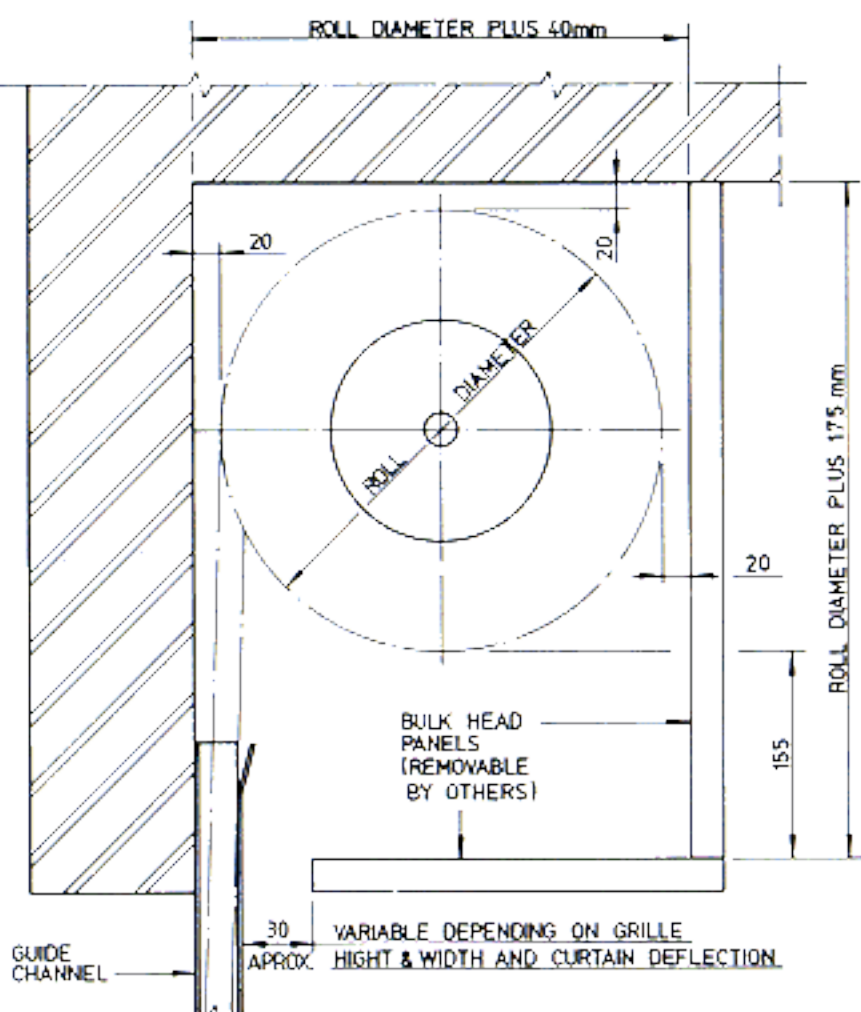 ROLL DIAMETER PLUS 40mm
20
20
ROLL DIAMETER
ROLL DIAMETER PLUS 175 mm
20
BULK HEAD
PANELS
(REMOVABLE
BY OTHERS)
155
30
APROX.
VARIABLE DEPENDING ON GRILLE
HIGHT & WIDTH AND CURTAIN DEFLECTION
GUIDE
CHANNEL